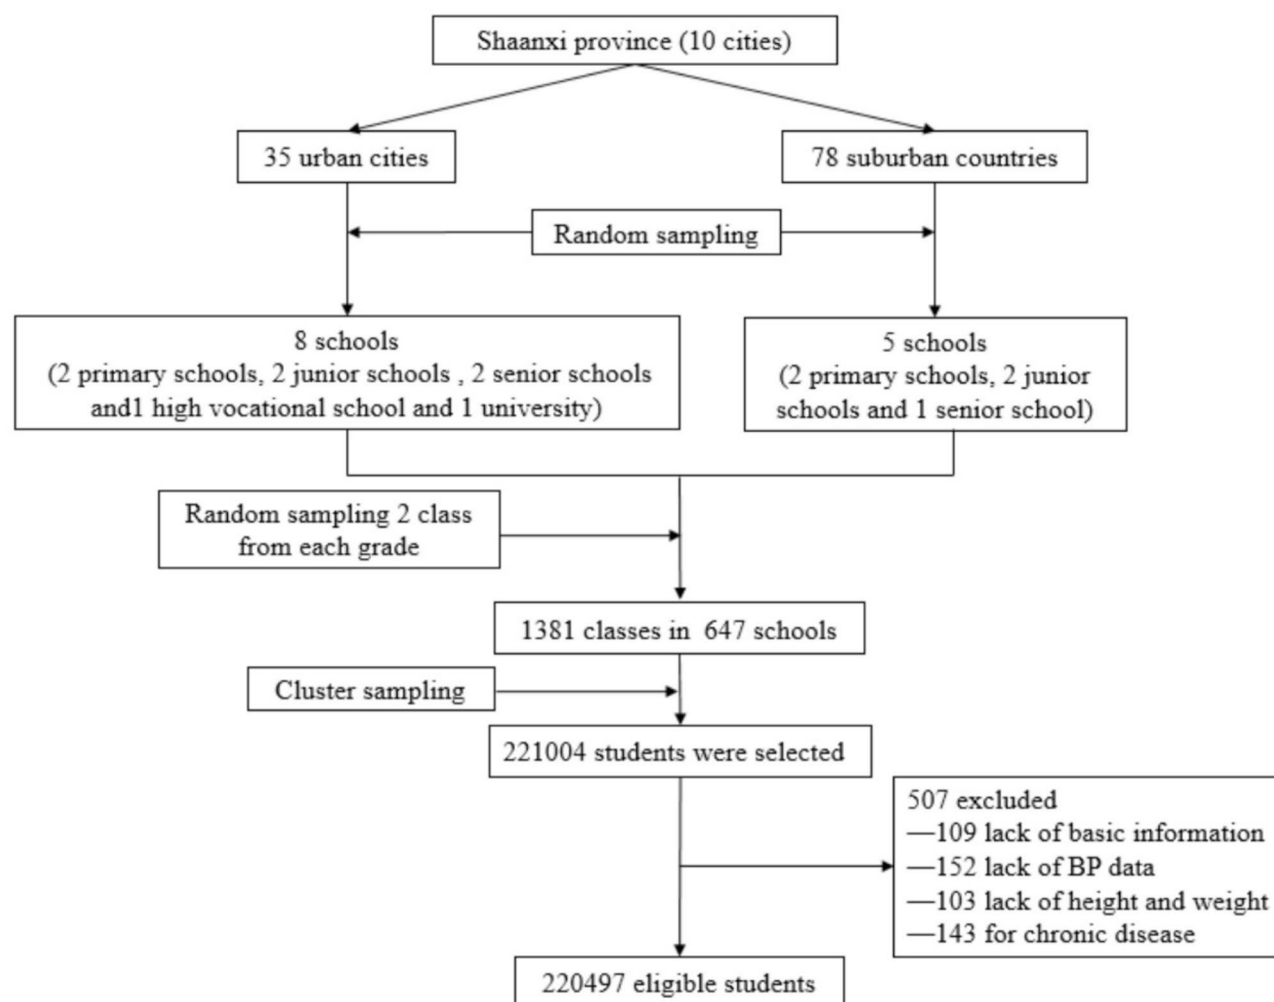 Shaanxi province (10 cities)
35 urban cities
78 suburban countries
Random sampling
8 schools
(2 primary schools, 2 junior schools , 2 senior schools
and1 high vocational school and 1 university)
5 schools
(2 primary schools, 2 junior
schools and 1 senior school)
Random sampling 2 class
from each grade
1381 classes in 647 schools
Cluster sampling
221004 students were selected
507 excluded
—109 lack of basic information
—152 lack of BP data
—103 lack of height and weight
—143 for chronic disease
220497 eligible students